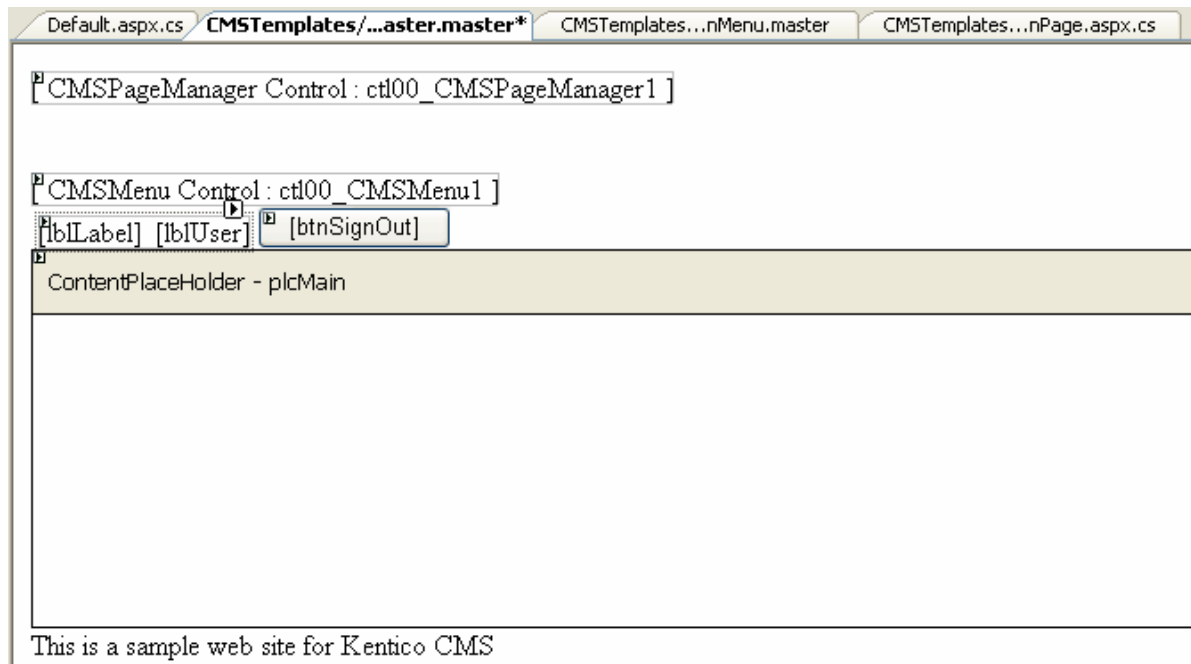 Default.aspx.cs CMSTemplates/...aster.master* CMSTemplates...nMenu.master CMSTemplates...nPage.aspx.cs
[ CMSPageManager Control : ctl00_CMSPageManager1 ]
[ CMSMenu Control : ctl00_CMSMenu1 ]
[lblLabel] [lblUser] [btnSignOut]
ContentPlaceHolder - plcMain
This is a sample web site for Kentico CMS